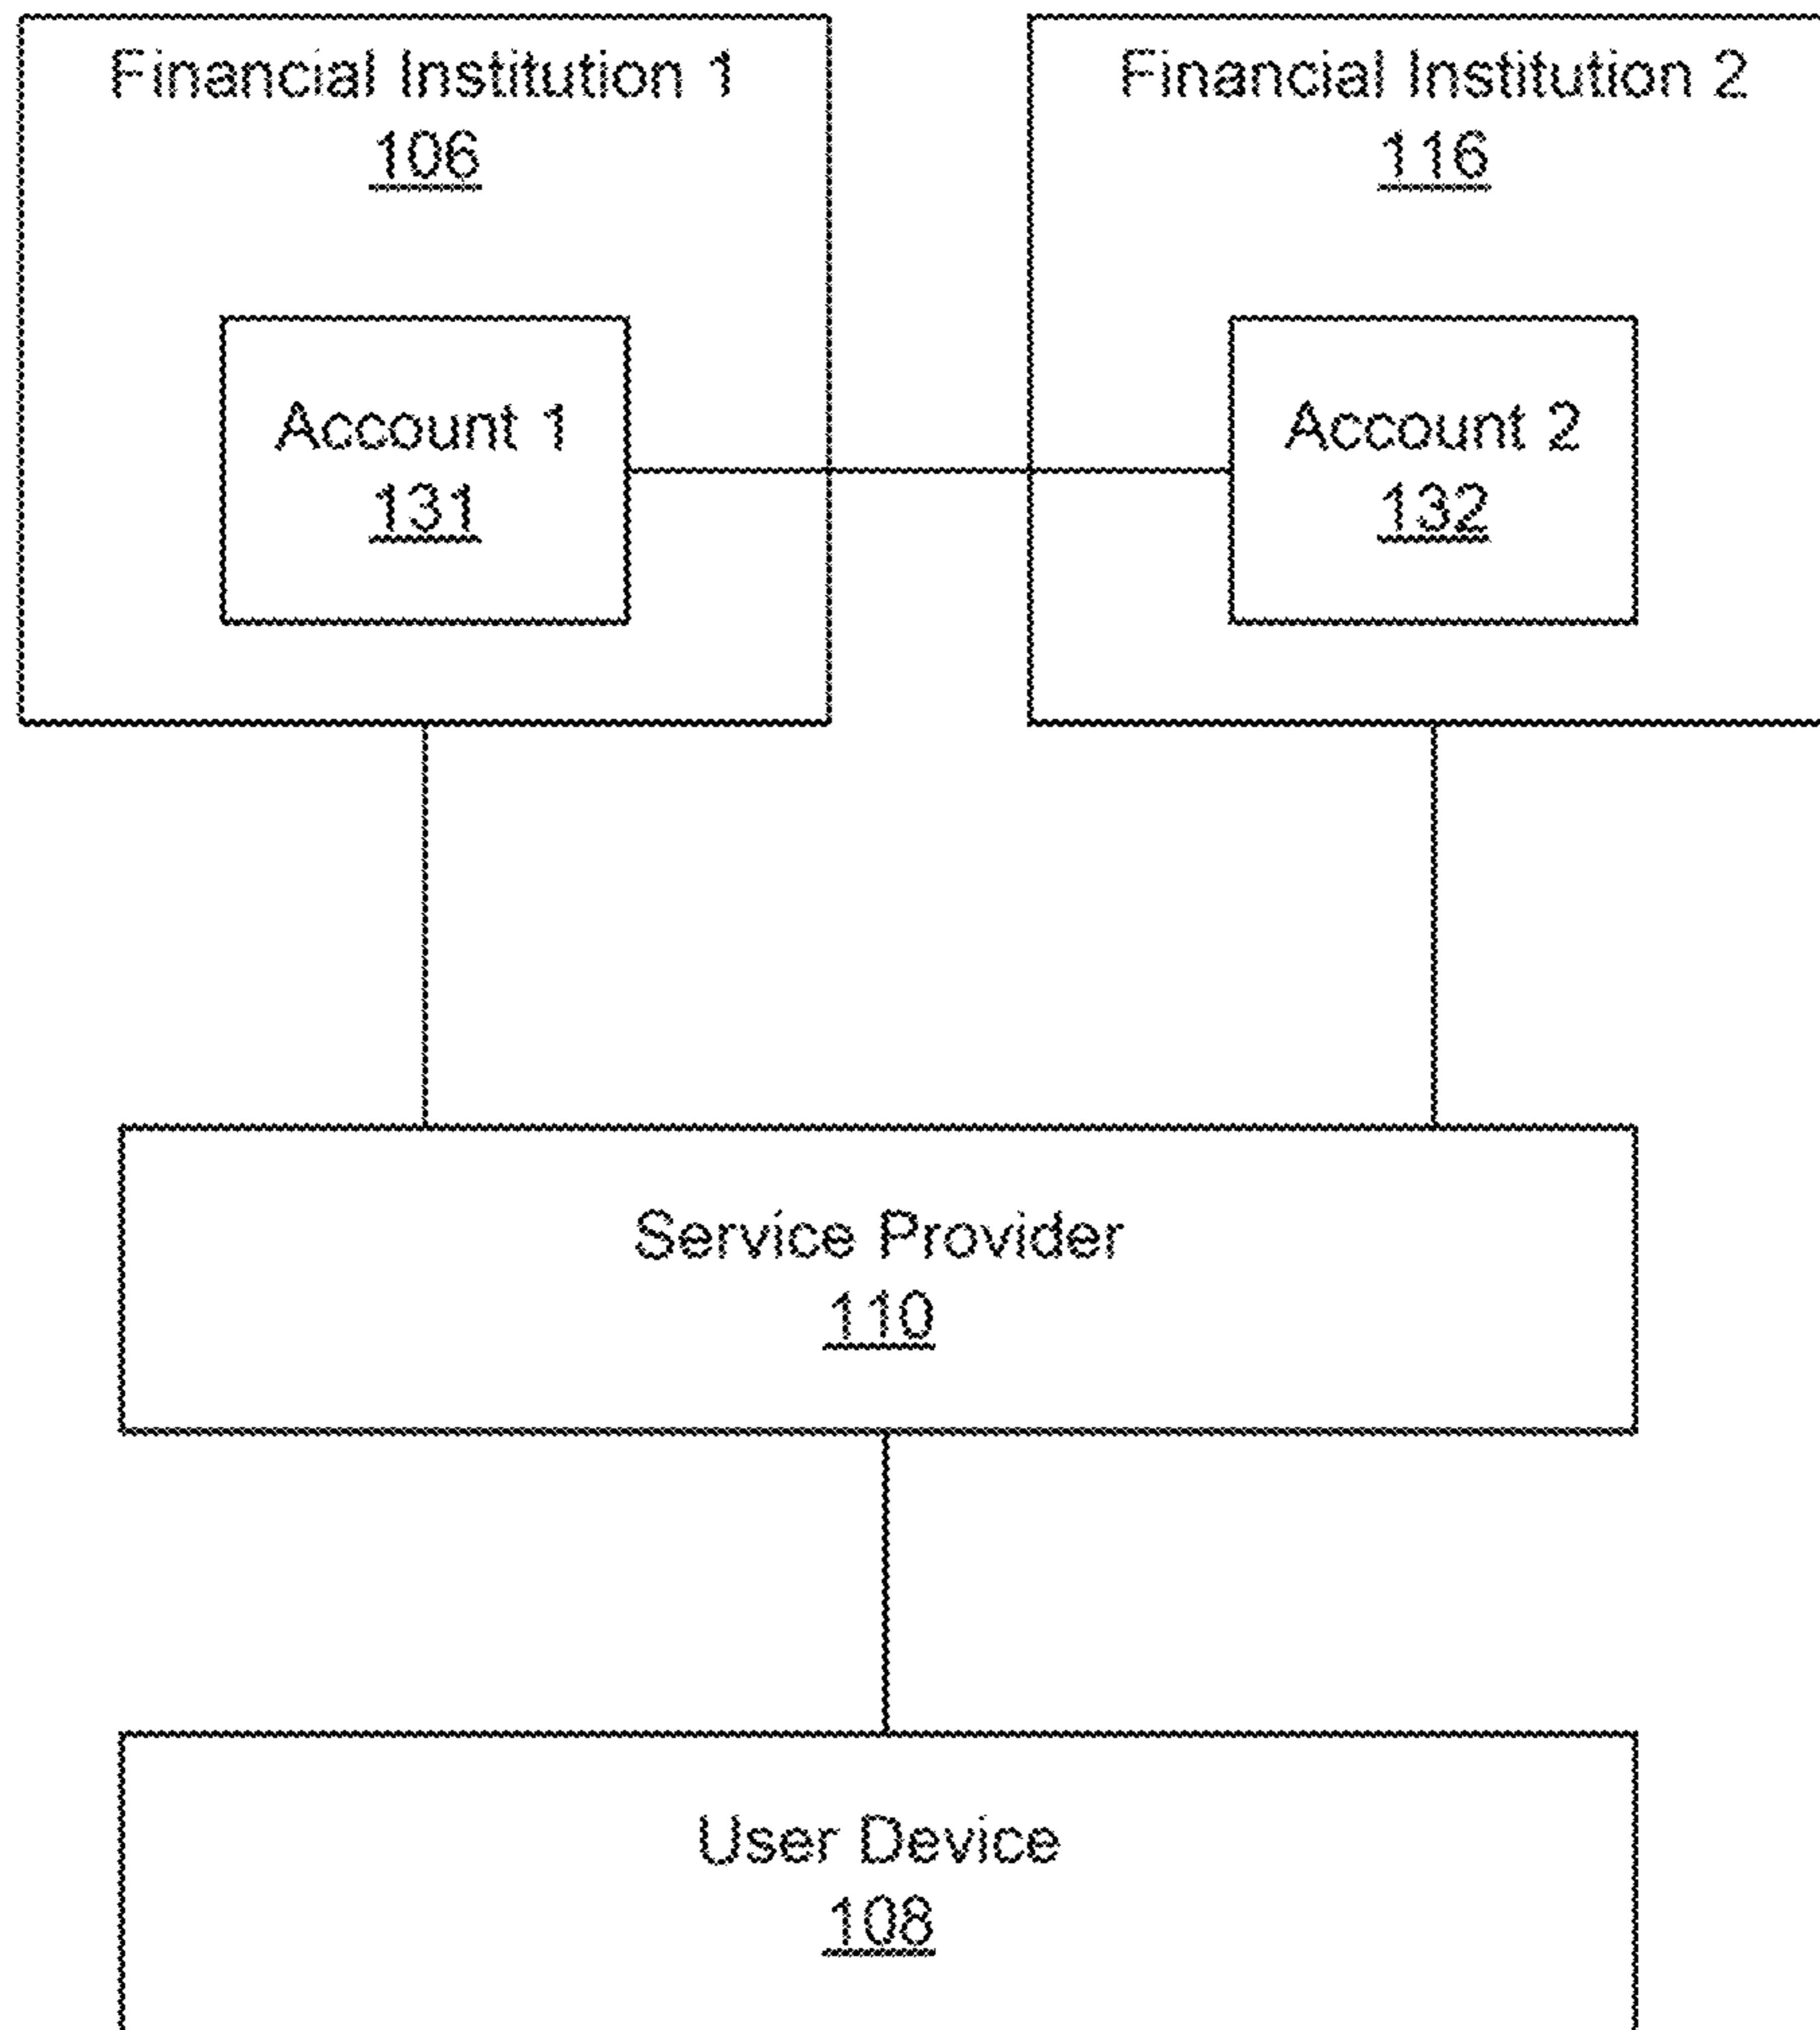 Financial Institution 1
106
Financial Institution 2
116
Account 1
131
Account 2
132
Service Provider
110
User Device
108